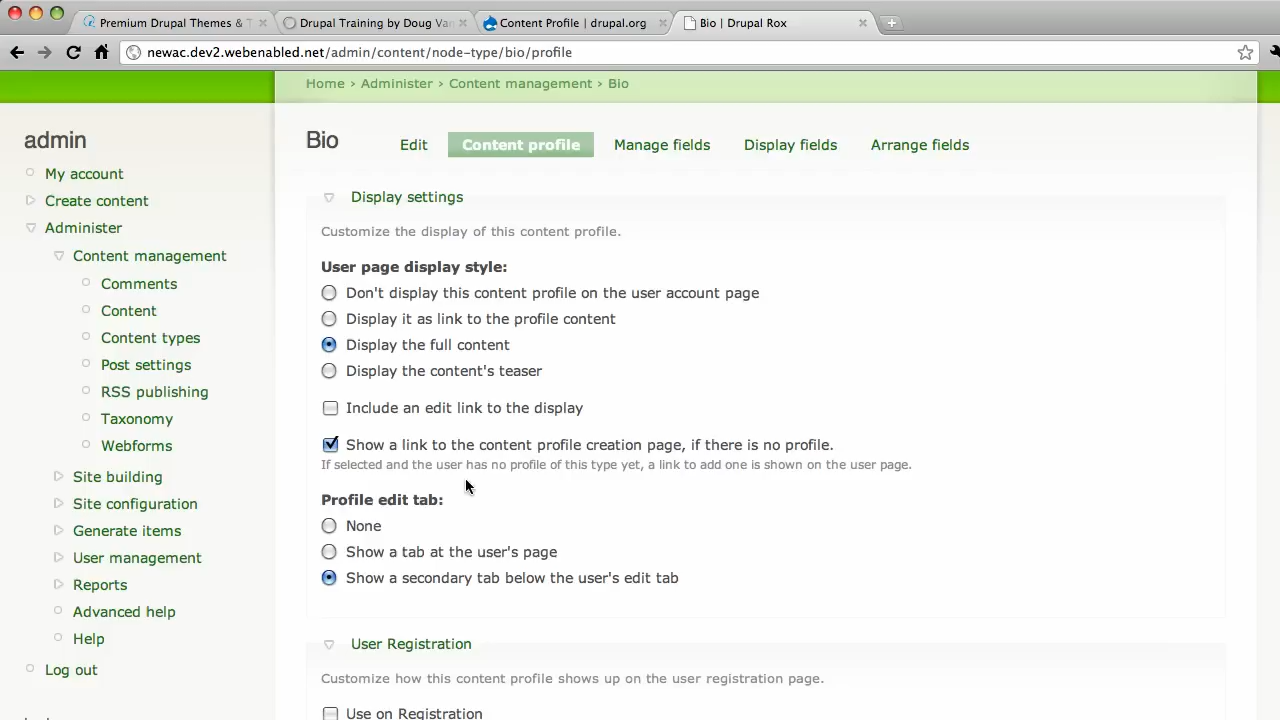 Premium Drupal Themes & T
Drupal Training by Doug Van
Content Profile | drupal.org
Bio | Drupal Rox
newac.dev2.webenabled.net/admin/content/node-type/bio/profile
Home › Administer › Content management › Bio
admin
My account
Create content
Administer
Content management
Comments
Content
Content types
Post settings
RSS publishing
Taxonomy
Webforms
Site building
Site configuration
Generate items
User management
Reports
Advanced help
Help
Log out
Bio Edit Content profile Manage fields Display fields Arrange fields
Display settings
Customize the display of this content profile.
User page display style:
Don't display this content profile on the user account page
Display it as link to the profile content
Display the full content
Display the content's teaser
Include an edit link to the display
Show a link to the content profile creation page, if there is no profile.
If selected and the user has no profile of this type yet, a link to add one is shown on the user page.
Profile edit tab:
None
Show a tab at the user's page
Show a secondary tab below the user's edit tab
User Registration
Customize how this content profile shows up on the user registration page.
Use on Registration